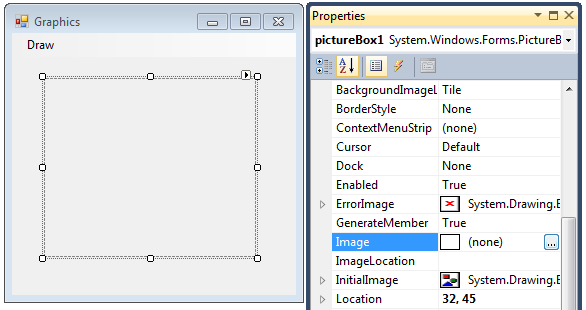 Graphics
Draw
Properties
pictureBox1 System.Windows.Forms.PictureB
BackgroundImageL Tile
BorderStyle None
ContextMenuStrip (none)
Cursor Default
Dock None
Enabled True
ErrorImage System.Drawing.B
GenerateMember True
Image (none) ...
ImageLocation
InitialImage System.Drawing.B
Location 32, 45